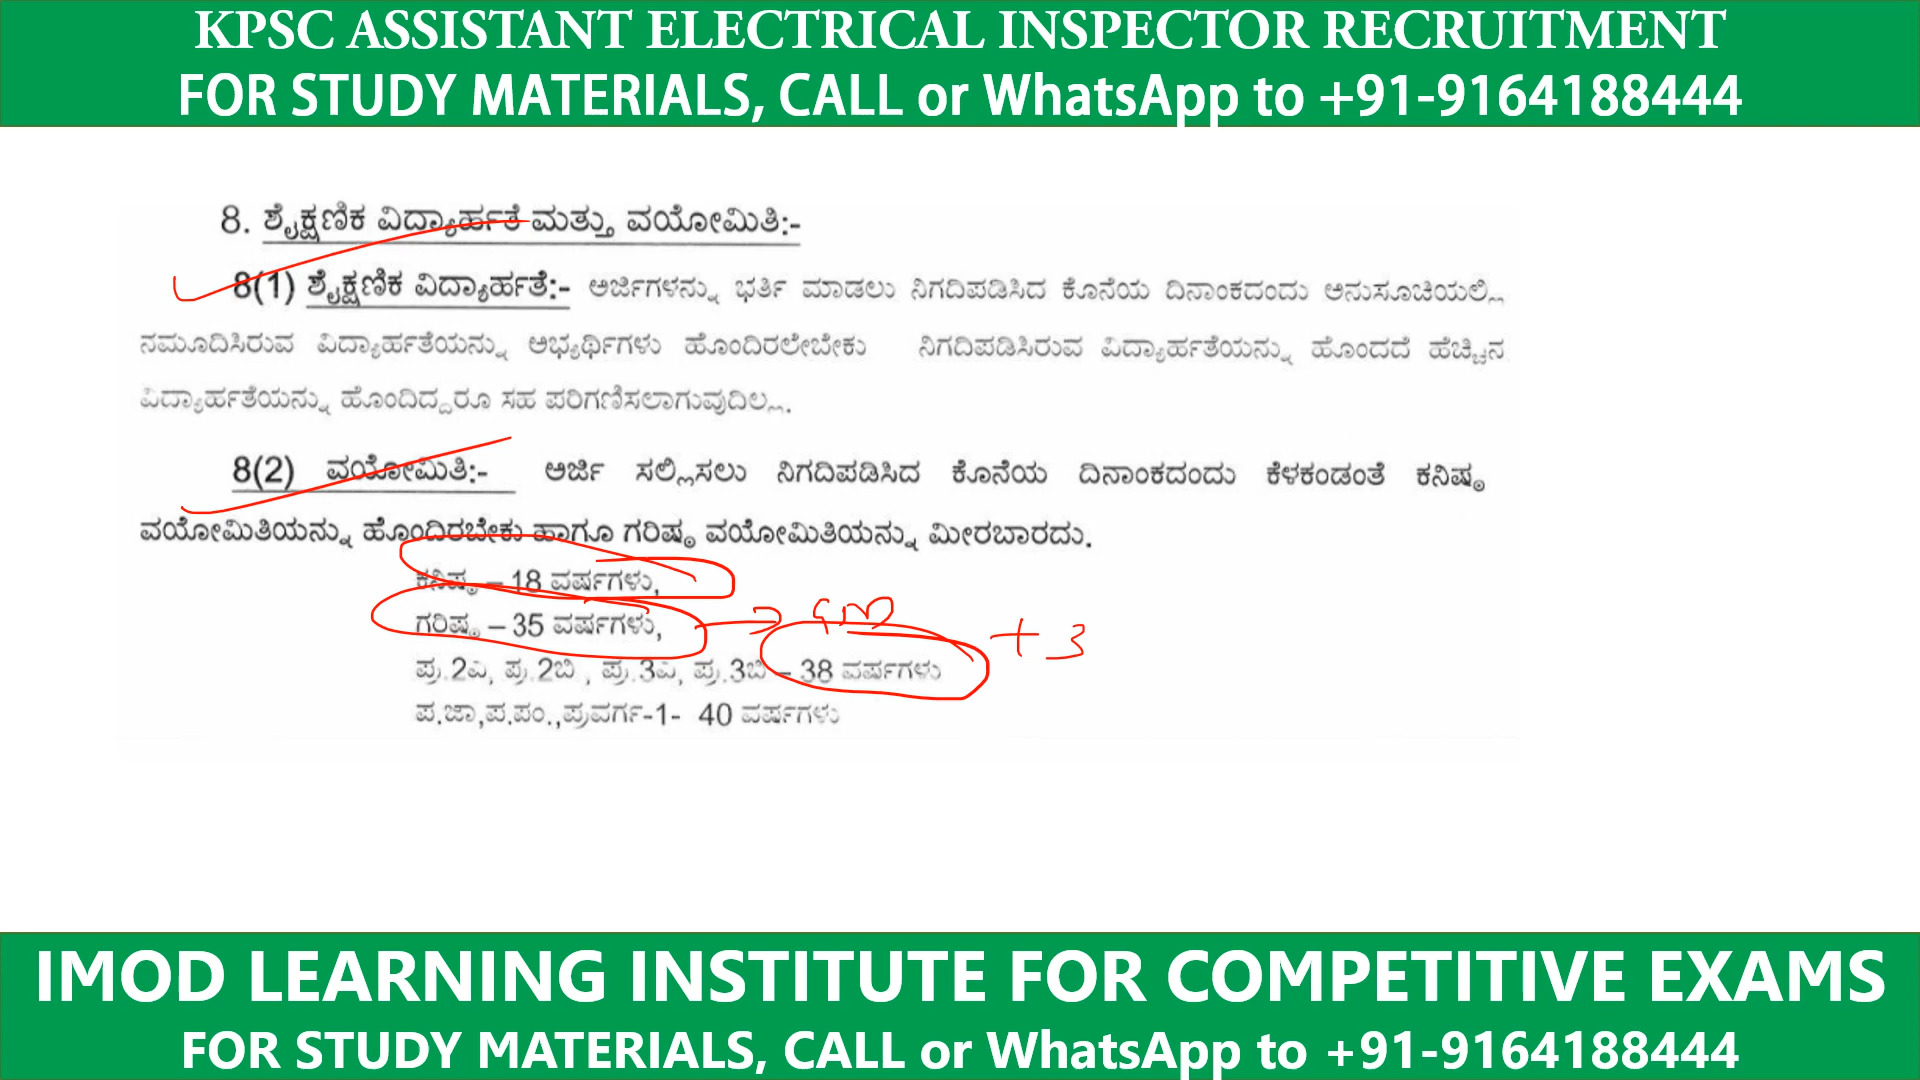 KPSC ASSISTANT ELECTRICAL INSPECTOR RECRUITMENT
FOR STUDY MATERIALS, CALL or WhatsApp to +91-9164188444
8. ಶೈಕ್ಷಣಿಕ ವಿದ್ಯಾರ್ಹತೆ ಮತ್ತು ವಯೋಮಿತಿ:-
8(1) ಶೈಕ್ಷಣಿಕ ವಿದ್ಯಾರ್ಹತೆ:- ಅರ್ಜಿಗಳನ್ನು ಭರ್ತಿ ಮಾಡಲು ನಿಗದಿಪಡಿಸಿದ ಕೊನೆಯ ದಿನಾಂಕದಂದು ಅನುಸೂಚಿಯಲ್ಲಿ
ನಮೂದಿಸಿರುವ ವಿದ್ಯಾರ್ಹತೆಯನ್ನು ಅಭ್ಯರ್ಥಿಗಳು ಹೊಂದಿರಲೇಬೇಕು ನಿಗದಿಪಡಿಸಿರುವ ವಿದ್ಯಾರ್ಹತೆಯನ್ನು ಹೊಂದದೆ ಹೆಚ್ಚಿನ
ವಿದ್ಯಾರ್ಹತೆಯನ್ನು ಹೊಂದಿದ್ದರೂ ಸಹ ಪರಿಗಣಿಸಲಾಗುವುದಿಲ್ಲ.
8(2) ವಯೋಮಿತಿ:- ಅರ್ಜಿ ಸಲ್ಲಿಸಲು ನಿಗದಿಪಡಿಸಿದ ಕೊನೆಯ ದಿನಾಂಕದಂದು ಕೆಳಕಂಡಂತೆ ಕನಿಷ್ಠ
ವಯೋಮಿತಿಯನ್ನು ಹೊಂದಿರಬೇಕು ಹಾಗೂ ಗರಿಷ್ಠ ವಯೋಮಿತಿಯನ್ನು ಮೀರಬಾರದು.
ಕನಿಷ್ಠ – 18 ವರ್ಷಗಳು,
ಗರಿಷ್ಠ – 35 ವರ್ಷಗಳು,
+3
ಪ್ರ.2ಎ, ಪ್ರ.2ಬಿ , ಪ್ರ.3ಎ, ಪ್ರ.3ಬಿ – 38 ವರ್ಷಗಳು
ಪ.ಜಾ,ಪ.ಪಂ.,ಪ್ರವರ್ಗ-1- 40 ವರ್ಷಗಳು
IMOD LEARNING INSTITUTE FOR COMPETITIVE EXAMS
FOR STUDY MATERIALS, CALL or WhatsApp to +91-9164188444